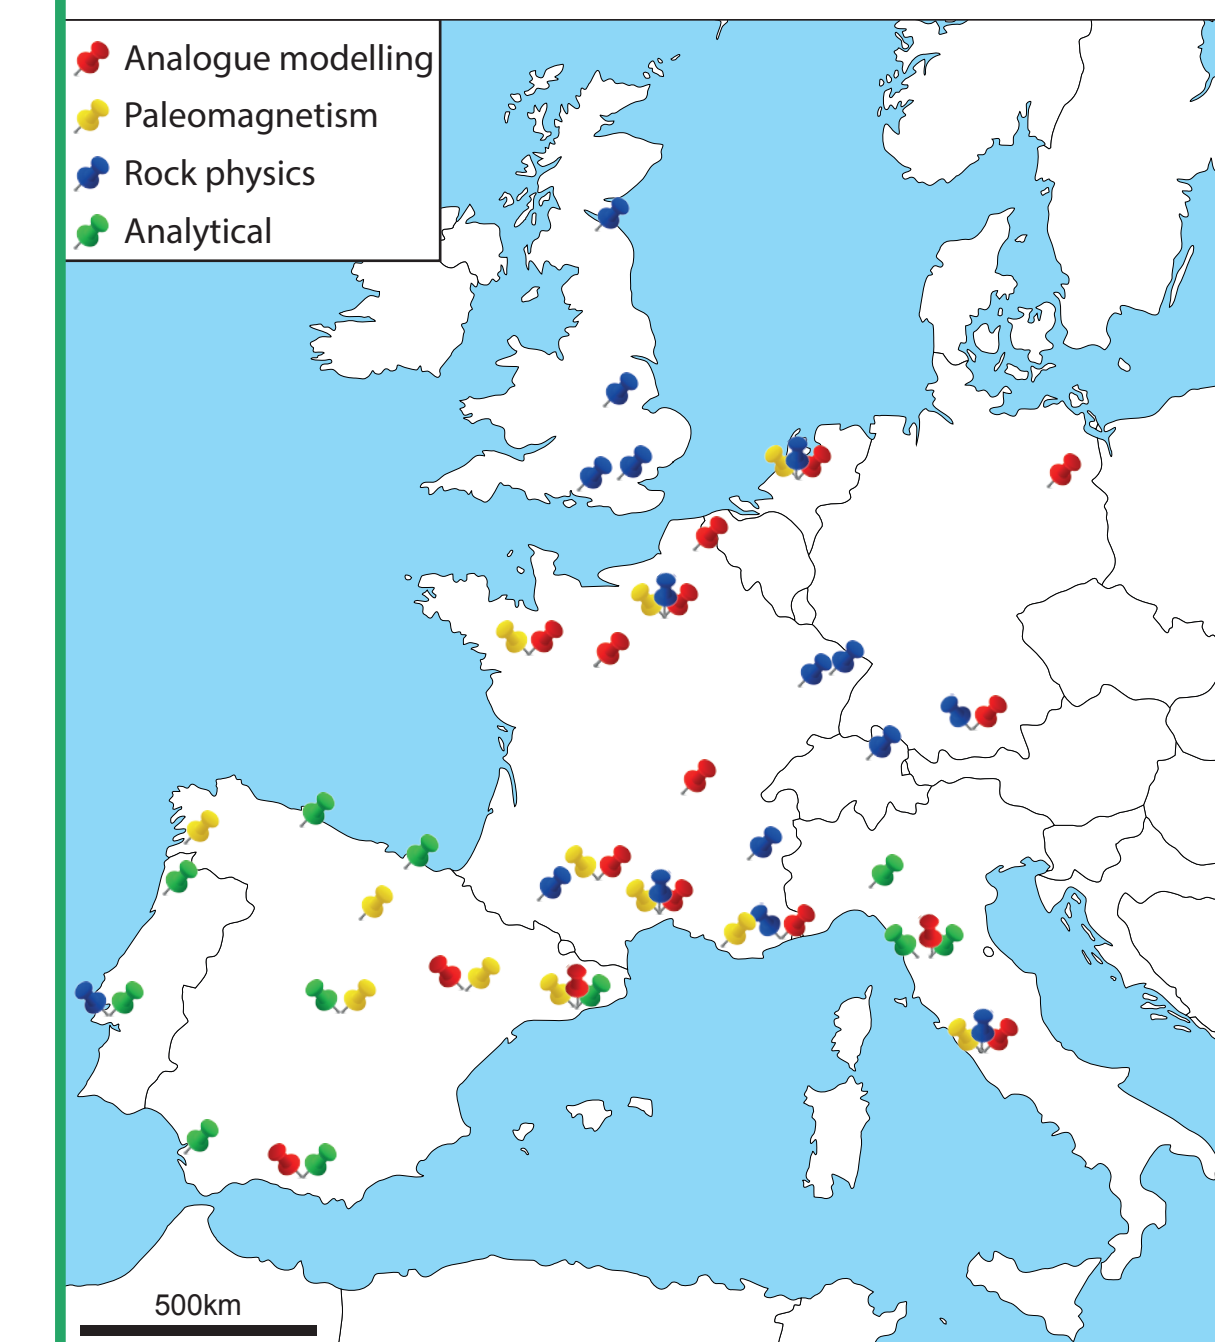 Analogue modelling
Paleomagnetism
Rock physics
Analytical
500km